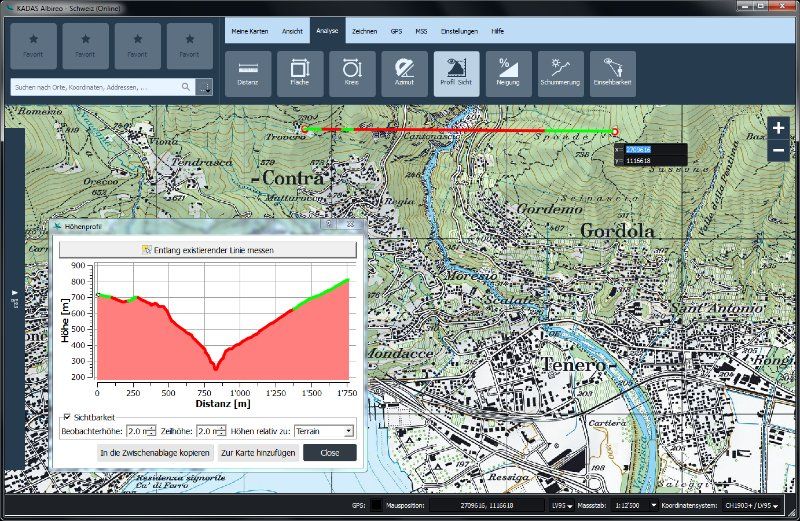 KADAS Albireo - Schweiz (Online)
Favorit Favorit Favorit Favorit
Meine Karten Ansicht Analyse Zeichnen GPS MSS Einstellungen Hilfe
Distanz Fläche Kreis Azimut Profil Sicht Neigung Schummerung Einsehbarkeit
Suchen nach Orte, Koordinaten, Addressen, ...
Viona
Tendrasca
Orecco
Contra
Gordemo
Gordola
Scinascio
x= 2709616
y= 1116618
Höhenprofil
Entlang existierender Linie messen
Höhe [m]
900
800
700
600
500
400
300
200
0 250 500 750 1'000 1'250 1'500 1'750
Distanz [m]
Sichtbarkeit
Beobachterhöhe: 2.0 m Zeilhöhe: 2.0 m Höhen relativ zu: Terrain
In die Zwischenablage kopieren Zur Karte hinzufügen Close
Sant'Antonio
Mondacce
Tenero
Cartiera
Ressiga
Residenza signorile
Ca' di Ferro
GPS: Mausposition: 2709616, 1116618 LV95 Massstab: 1:12'500 Koordinatensystem: CH1903+ / LV95